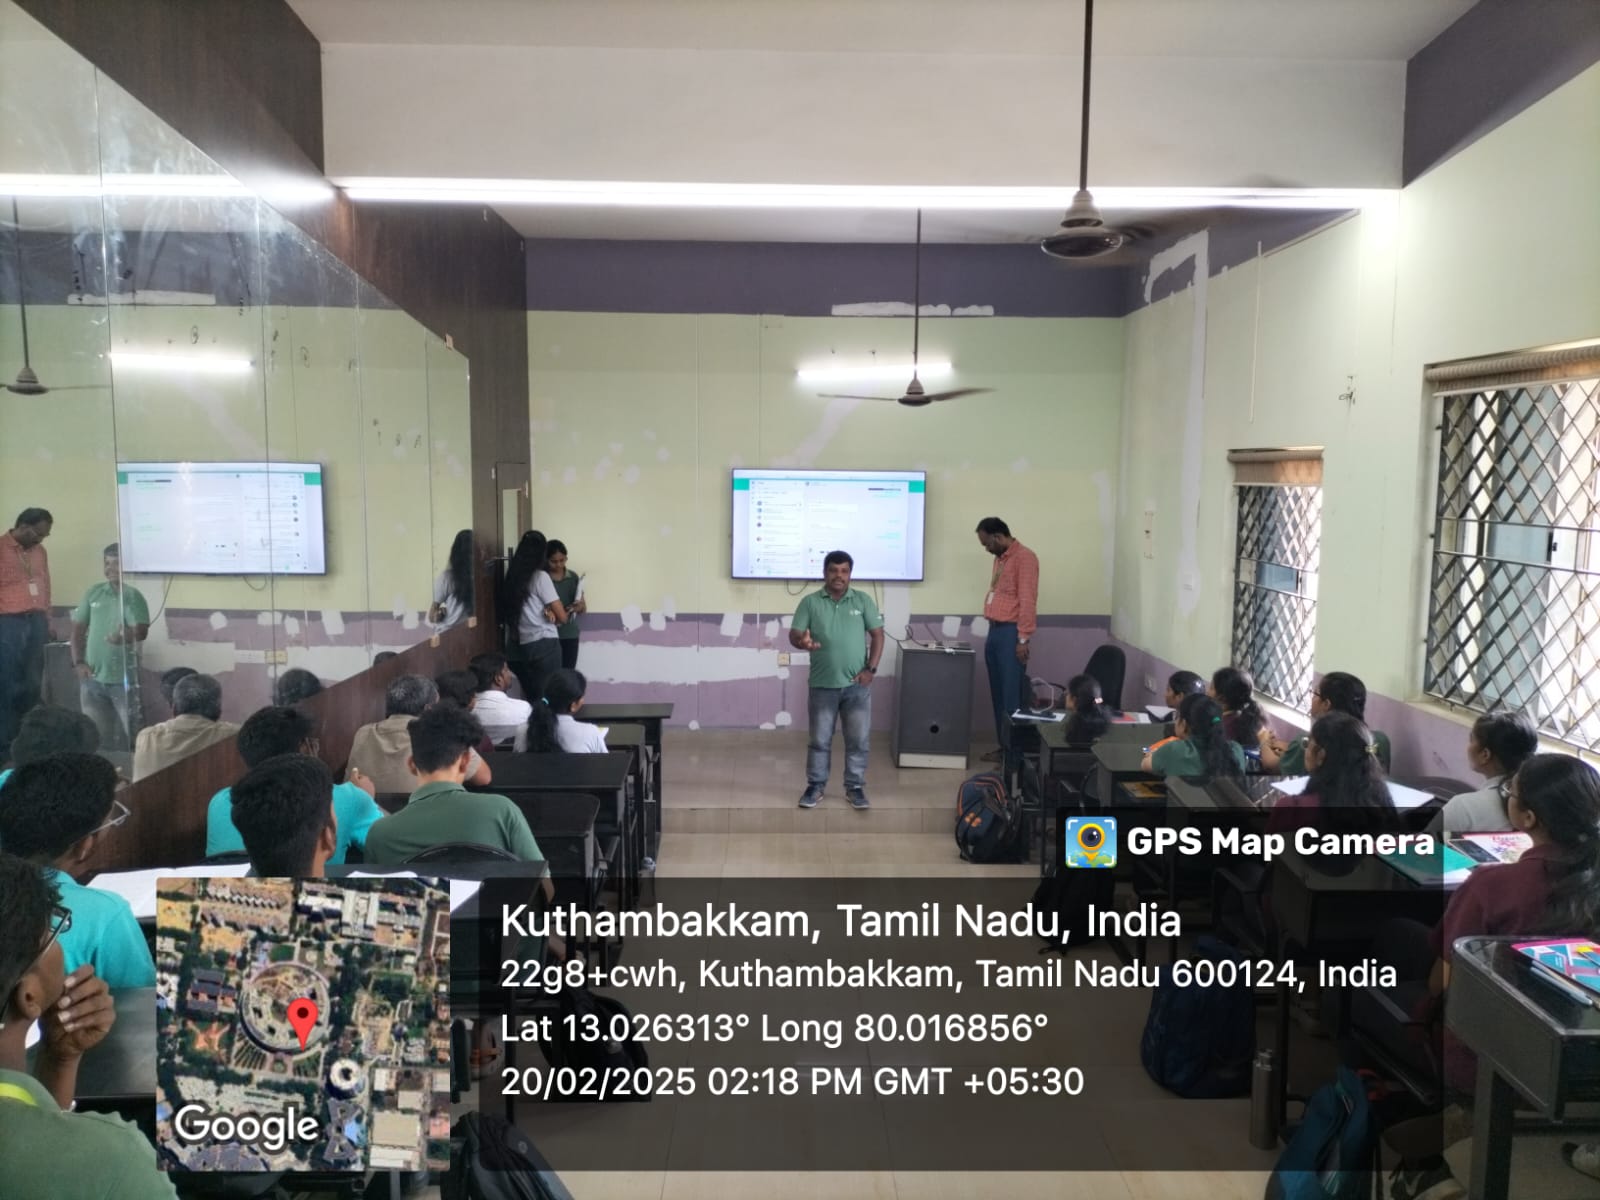 GPS Map Camera
Kuthambakkam, Tamil Nadu, India
22g8+cwh, Kuthambakkam, Tamil Nadu 600124, India
Lat 13.026313° Long 80.016856°
20/02/2025 02:18 PM GMT +05:30
Google